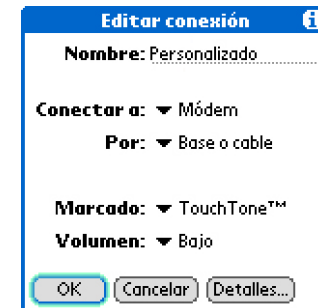 Editar conexión
Nombre: Personalizado
Conectar a: Módem
Por: Base o cable
Marcado: TouchTone™
Volumen: Bajo
OK Cancelar Detalles...